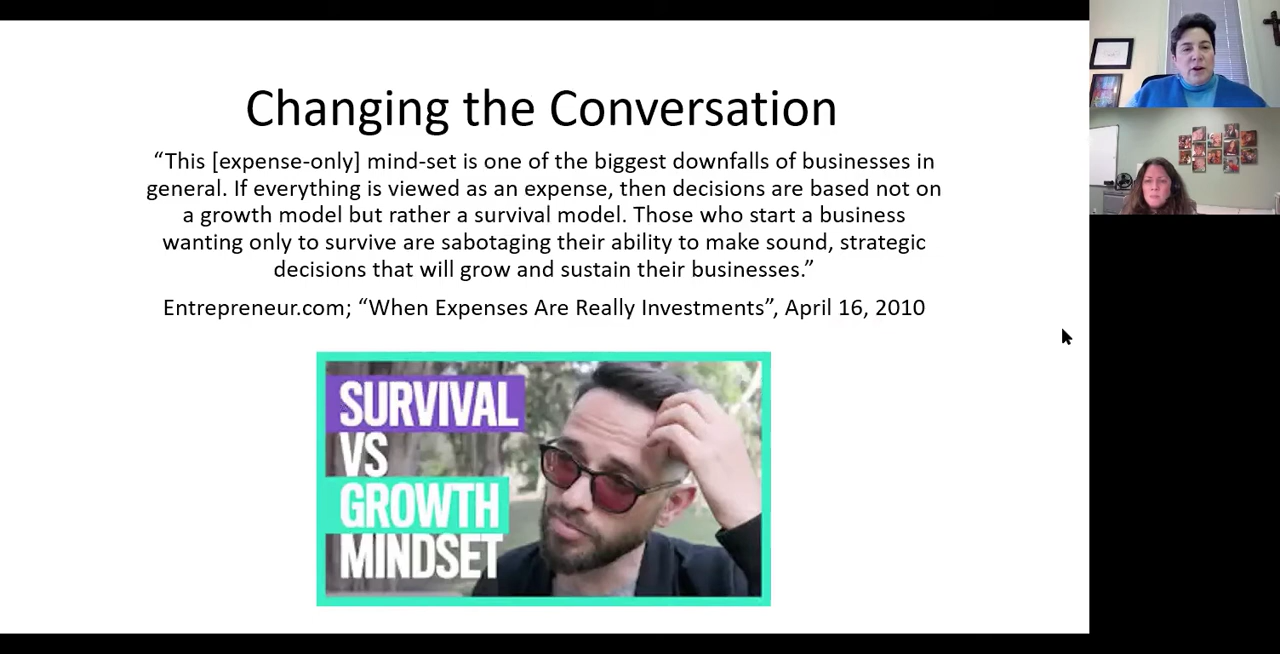 Changing the Conversation
“This [expense-only] mind-set is one of the biggest downfalls of businesses in
general. If everything is viewed as an expense, then decisions are based not on
a growth model but rather a survival model. Those who start a business
wanting only to survive are sabotaging their ability to make sound, strategic
decisions that will grow and sustain their businesses.”
Entrepreneur.com; “When Expenses Are Really Investments”, April 16, 2010
SURVIVAL
VS
GROWTH
MINDSET